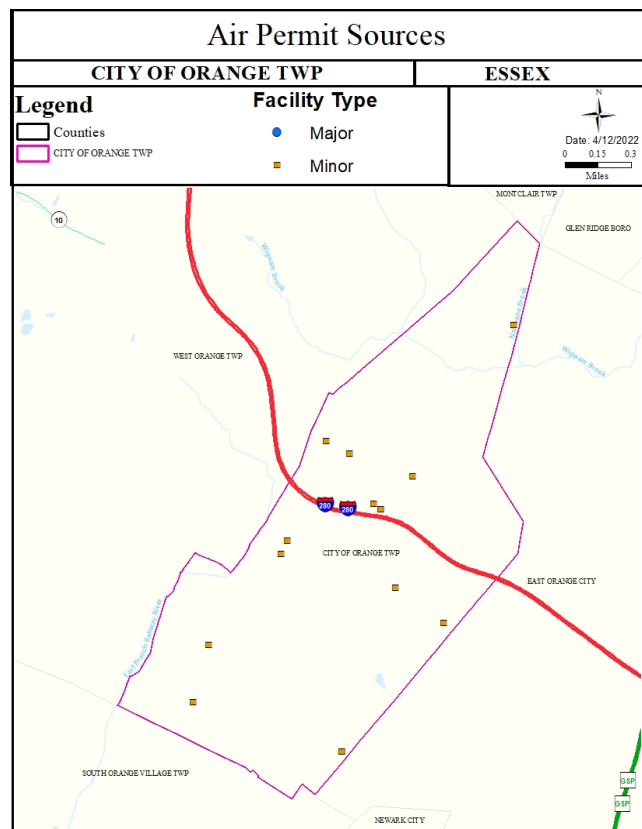 Air Permit Sources
CITY OF ORANGE TWP
ESSEX
Legend
Counties
CITY OF ORANGE TWP
Facility Type
Major
Minor
N
Date: 4/12/2022
0 0.15 0.3
Miles
MONTCLAIR TWP
10
GLEN RIDGE BORO
Wigwam Brook
Nishuane Brook
WEST ORANGE TWP
Wigwam Brook
280
280
CITY OF ORANGE TWP
EAST ORANGE CITY
East Branch Rahway River
SOUTH ORANGE VILLAGE TWP
GSP
GSP
NEWARK CITY